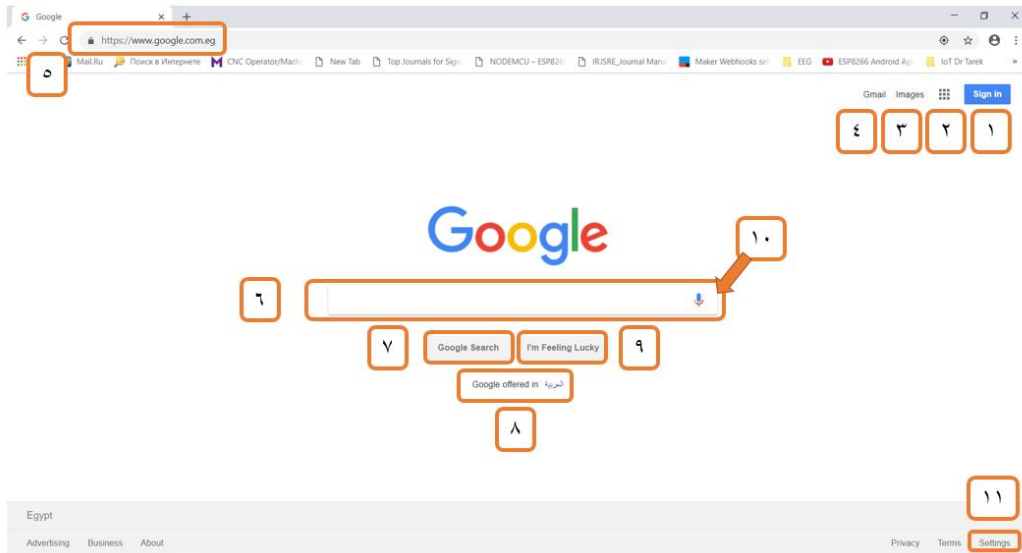 Google
https://www.google.com.eg
Mail.Ru Поиск в Интернете CNC Operator/Machi New Tab Top Journals for Sign NODEMCU – ESP826 IRJSRE_Journal Mana Maker Webhooks set EEG ESP8266 Android Ap IoT Dr Tarek »
٥
Gmail Images Sign in
٤ ٣ ٢ ١
Google
١٠
٦
٧ Google Search I'm Feeling Lucky ٩
Google offered in: العربية
٨
١١
Egypt
Advertising Business About Privacy Terms Settings